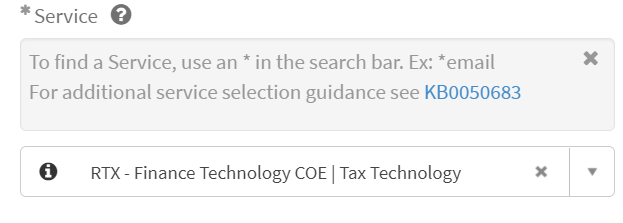 * Service ?
To find a Service, use an * in the search bar. Ex: *email
For additional service selection guidance see KB0050683
RTX - Finance Technology COE | Tax Technology